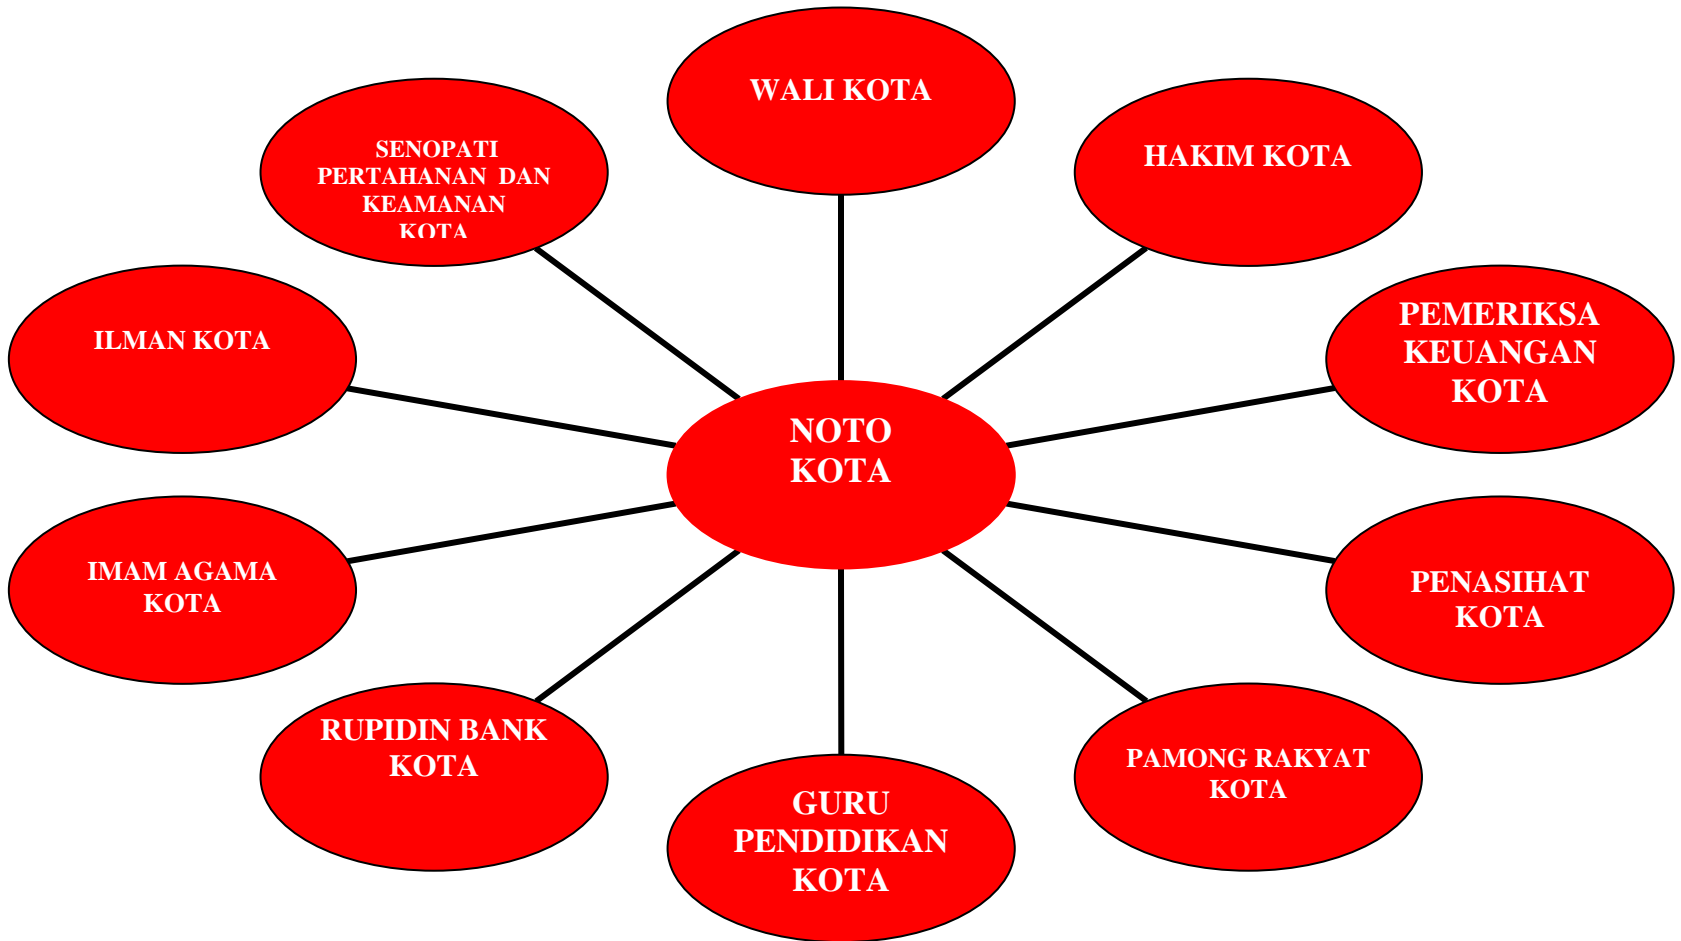 WALI KOTA
HAKIM KOTA
PEMERIKSA
KEUANGAN
KOTA
PENASIHAT
KOTA
PAMONG RAKYAT
KOTA
GURU
PENDIDIKAN
KOTA
RUPIDIN BANK
KOTA
IMAM AGAMA
KOTA
ILMAN KOTA
SENOPATI
PERTAHANAN DAN
KEAMANAN
KOTA
NOTO
KOTA